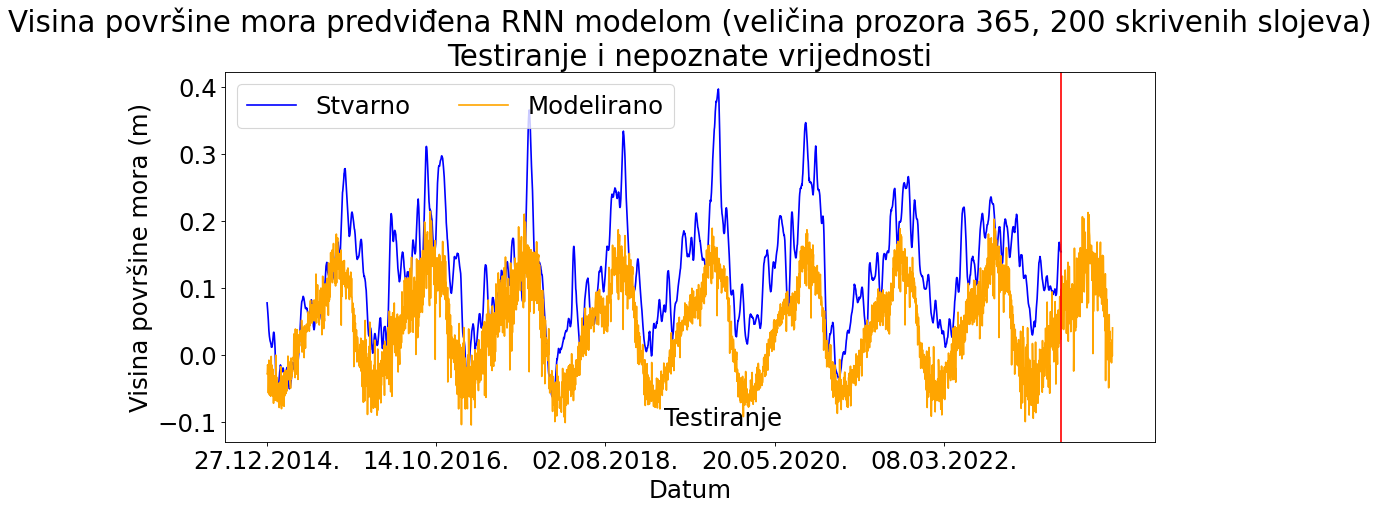 Visina površine mora predviđena RNN modelom (veličina prozora 365, 200 skrivenih slojeva)
Testiranje i nepoznate vrijednosti
Stvarno
Modelirano
0.4
0.3
0.2
0.1
0.0
−0.1
Visina površine mora (m)
Testiranje
27.12.2014.
14.10.2016.
02.08.2018.
20.05.2020.
08.03.2022.
Datum